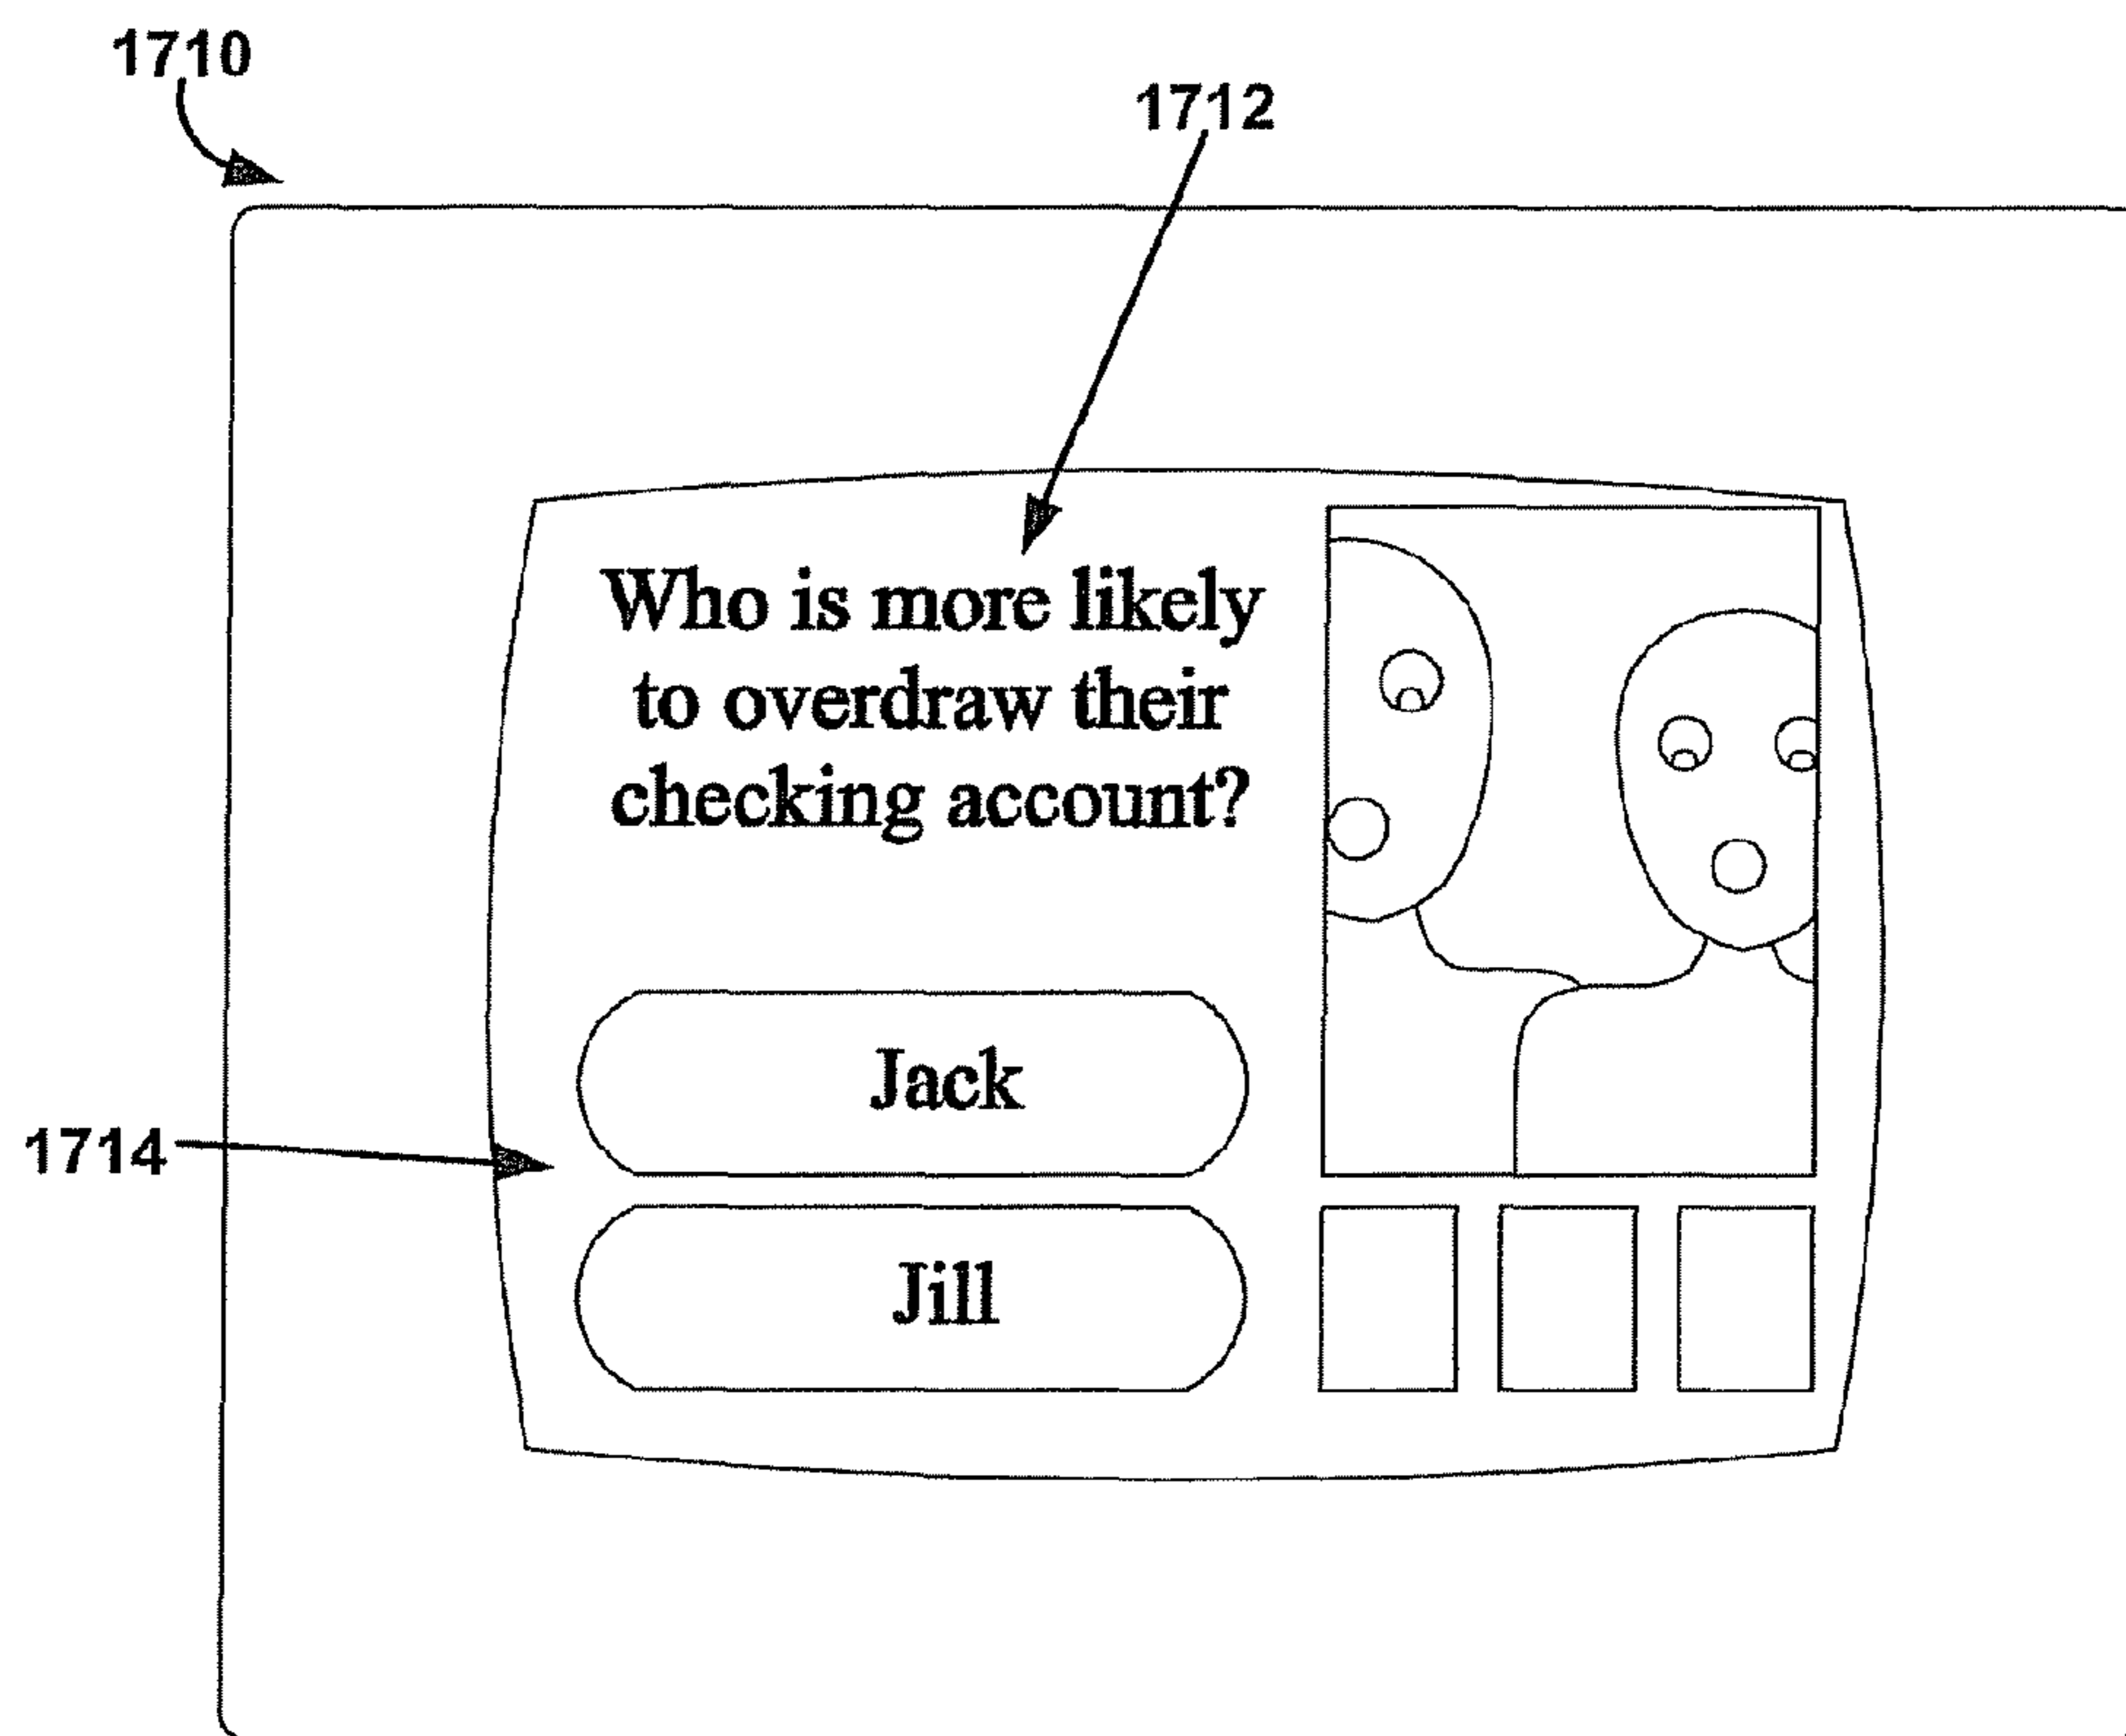 1710
1712
Who is more likely
to overdraw their
checking account?
Jack
1714
Jill